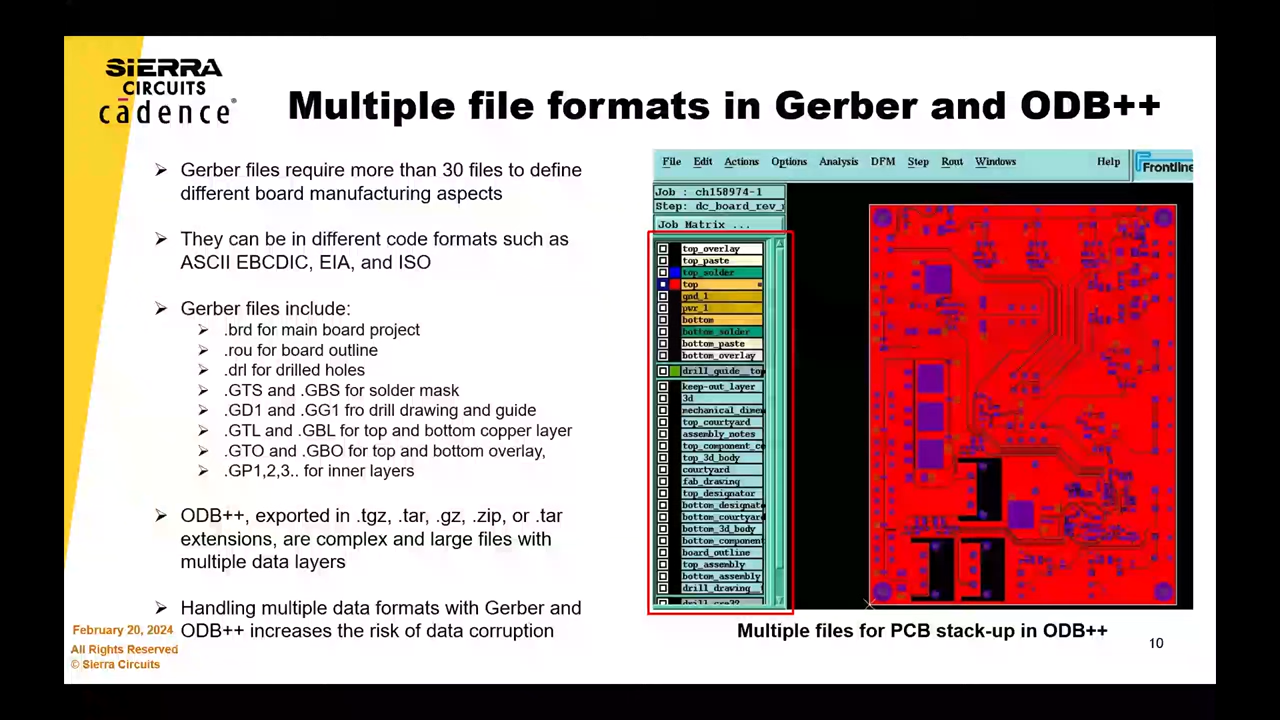 SIERRA
CIRCUITS
cādence®
Multiple file formats in Gerber and ODB++
Gerber files require more than 30 files to define
different board manufacturing aspects
They can be in different code formats such as
ASCII EBCDIC, EIA, and ISO
Gerber files include:
.brd for main board project
.rou for board outline
.drl for drilled holes
.GTS and .GBS for solder mask
.GD1 and .GG1 fro drill drawing and guide
.GTL and .GBL for top and bottom copper layer
.GTO and .GBO for top and bottom overlay,
.GP1,2,3.. for inner layers
ODB++, exported in .tgz, .tar, .gz, .zip, or .tar
extensions, are complex and large files with
multiple data layers
Handling multiple data formats with Gerber and
ODB++ increases the risk of data corruption
File Edit Actions Options Analysis DFM Step Rout Windows Help Frontline
Job : ch158974-1
Step: dc_board_rev_
Job Matrix ...
top_overlay
top_paste
top_solder
top
gnd_1
pwr_1
bottom
bottom_solder
bottom_paste
bottom_overlay
drill_guide__top
keep-out_layer
3d
mechanical_dimen
top_courtyard
assembly_notes
top_component_ce
top_3d_body
courtyard
fab_drawing
top_designator
bottom_designato
bottom_courtyard
bottom_3d_body
bottom_component
board_outline
top_assembly
bottom_assembly
drill_drawing_
Multiple files for PCB stack-up in ODB++
February 20, 2024
All Rights Reserved
© Sierra Circuits
10